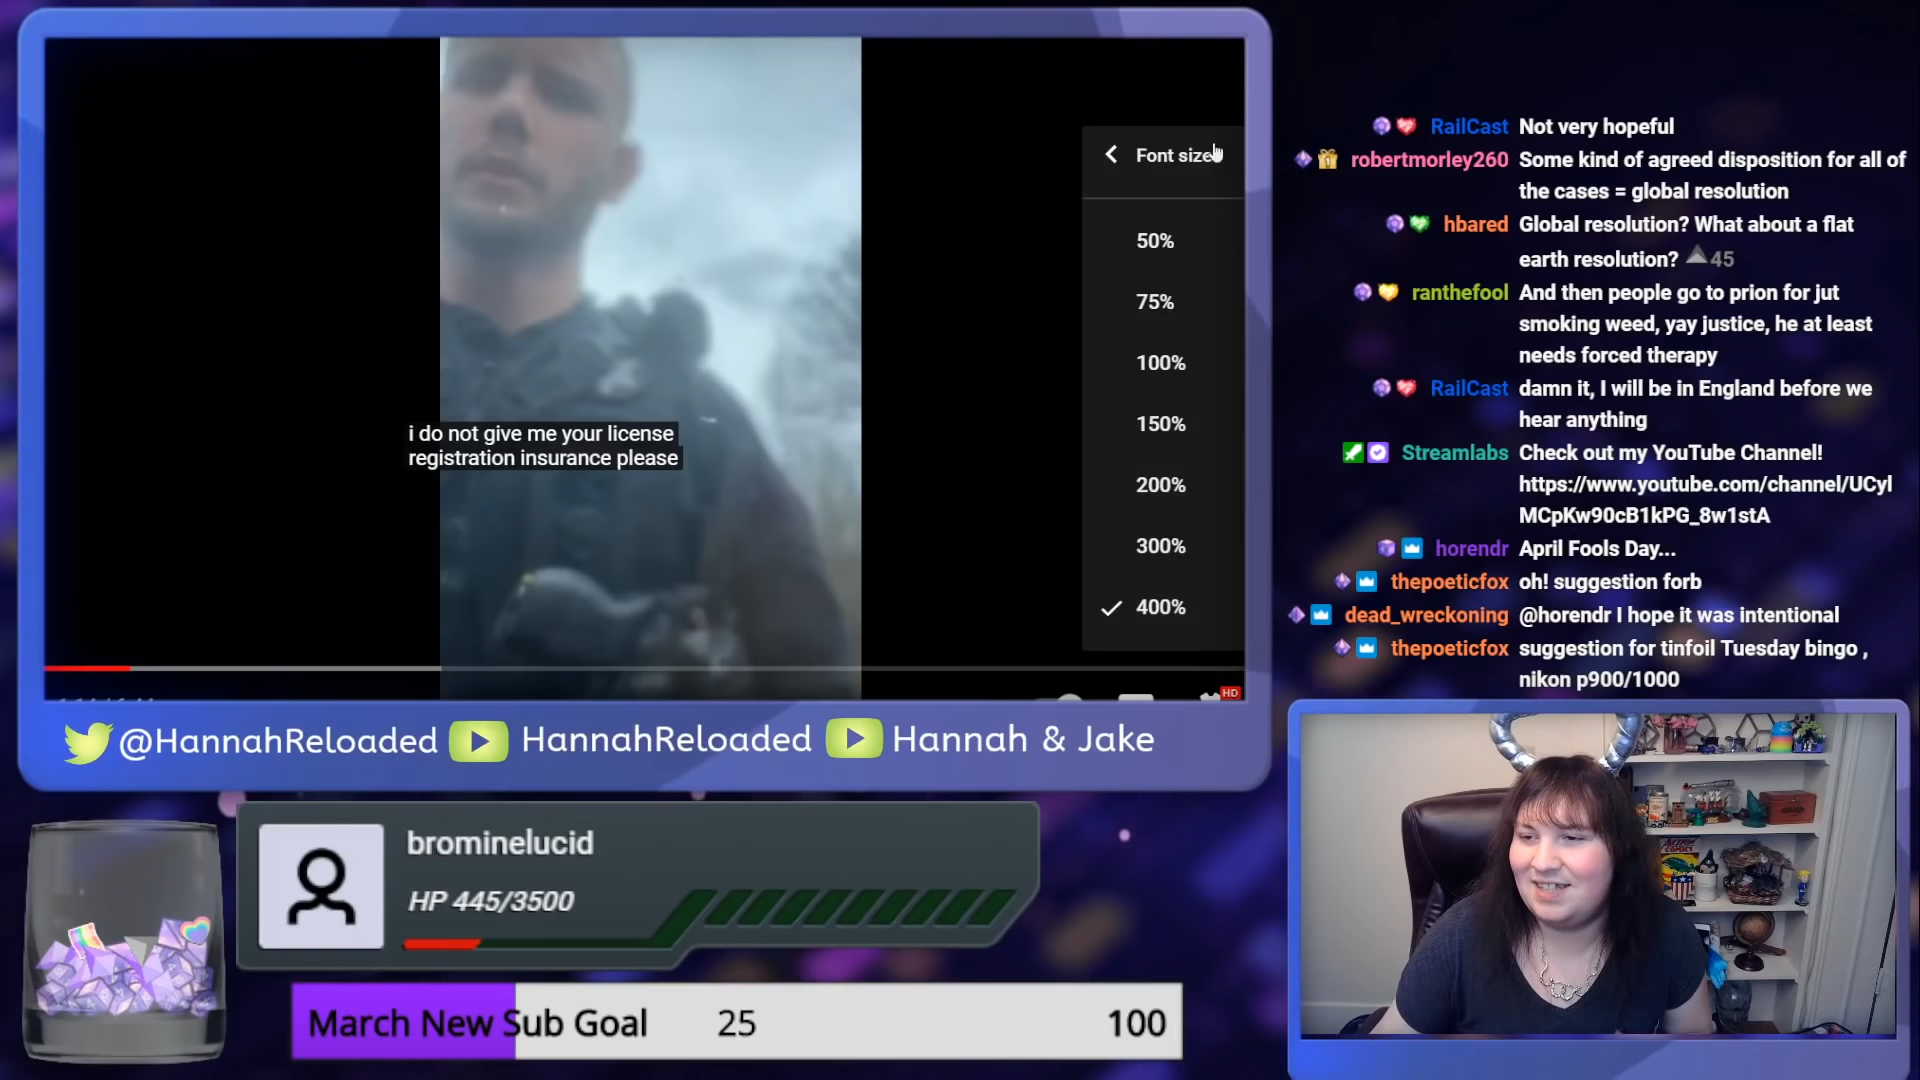 Font size
50%
75%
100%
150%
200%
300%
400%
i do not give me your license
registration insurance please
HD
@HannahReloaded HannahReloaded Hannah & Jake
RailCast Not very hopeful
robertmorley260 Some kind of agreed disposition for all of
the cases = global resolution
hbared Global resolution? What about a flat
earth resolution? 45
ranthefool And then people go to prion for jut
smoking weed, yay justice, he at least
needs forced therapy
RailCast damn it, I will be in England before we
hear anything
Streamlabs Check out my YouTube Channel!
https://www.youtube.com/channel/UCyl
MCpKw90cB1kPG_8w1stA
horendr April Fools Day...
thepoeticfox oh! suggestion forb
dead_wreckoning @horendr I hope it was intentional
thepoeticfox suggestion for tinfoil Tuesday bingo ,
nikon p900/1000
brominelucid
HP 445/3500
March New Sub Goal 25 100
ACTION
COMICS